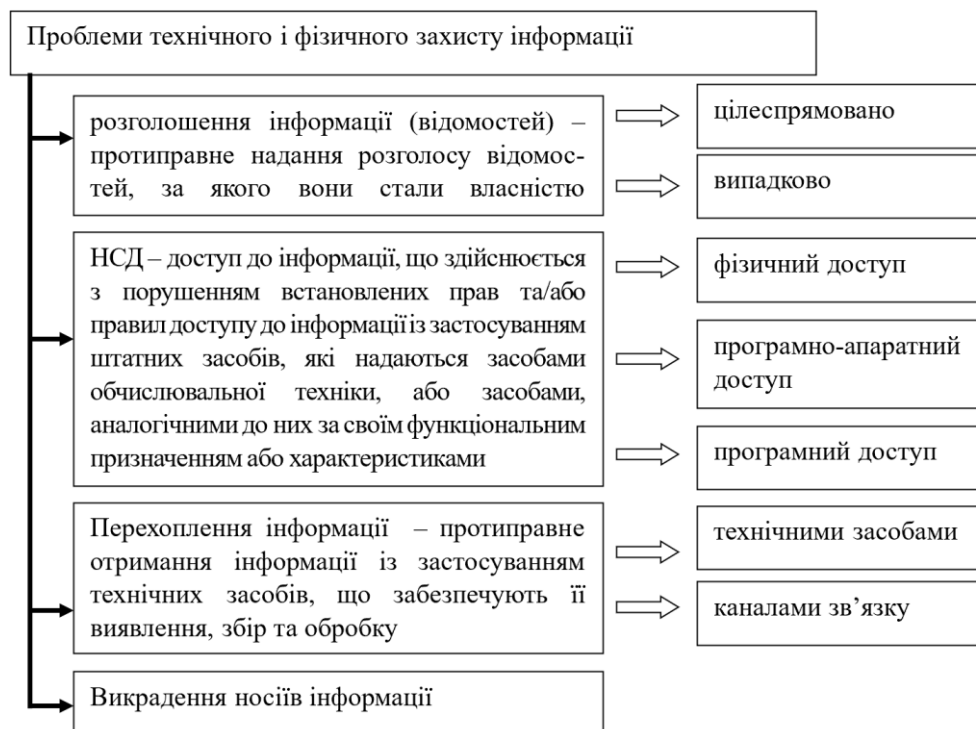 Проблеми технічного і фізичного захисту інформації
розголошення інформації (відомостей) –
протиправне надання розголосу відомос-
тей, за якого вони стали власністю
цілеспрямовано
випадково
НСД – доступ до інформації, що здійснюється
з порушенням встановлених прав та/або
правил доступу до інформації із застосуванням
штатних засобів, які надаються засобами
обчислювальної техніки, або засобами,
аналогічними до них за своїм функціональним
призначенням або характеристиками
фізичний доступ
програмно-апаратний
доступ
програмний доступ
Перехоплення інформації – протиправне
отримання інформації із застосуванням
технічних засобів, що забезпечують її
виявлення, збір та обробку
технічними засобами
каналами зв’язку
Викрадення носіїв інформації